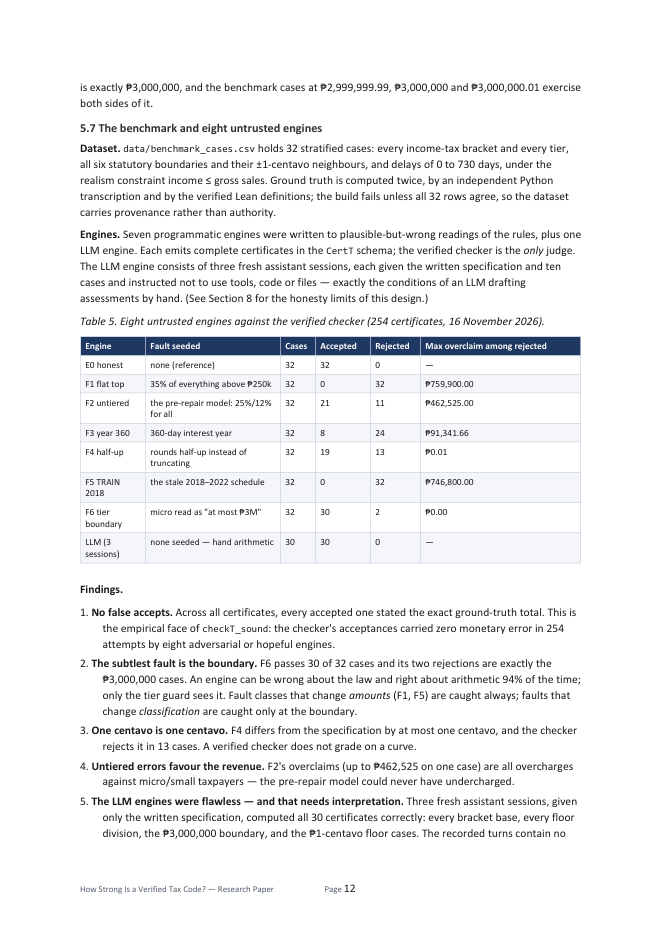 is exactly ₱3,000,000, and the benchmark cases at ₱2,999,999.99, ₱3,000,000 and ₱3,000,000.01 exercise
both sides of it.
5.7 The benchmark and eight untrusted engines
Dataset. data/benchmark_cases.csv holds 32 stratified cases: every income-tax bracket and every tier,
all six statutory boundaries and their ±1-centavo neighbours, and delays of 0 to 730 days, under the
realism constraint income ≤ gross sales. Ground truth is computed twice, by an independent Python
transcription and by the verified Lean definitions; the build fails unless all 32 rows agree, so the dataset
carries provenance rather than authority.
Engines. Seven programmatic engines were written to plausible-but-wrong readings of the rules, plus one
LLM engine. Each emits complete certificates in the CertT schema; the verified checker is the only judge.
The LLM engine consists of three fresh assistant sessions, each given the written specification and ten
cases and instructed not to use tools, code or files — exactly the conditions of an LLM drafting
assessments by hand. (See Section 8 for the honesty limits of this design.)
Table 5. Eight untrusted engines against the verified checker (254 certificates, 16 November 2026).
Engine Fault seeded Cases Accepted Rejected Max overclaim among rejected
E0 honest none (reference) 32 32 0 —
F1 flat top 35% of everything above ₱250k 32 0 32 ₱759,900.00
F2 untiered the pre-repair model: 25%/12% 32 21 11 ₱462,525.00
for all
F3 year 360 360-day interest year 32 8 24 ₱91,341.66
F4 half-up rounds half-up instead of 32 19 13 ₱0.01
truncating
F5 TRAIN the stale 2018–2022 schedule 32 0 32 ₱746,800.00
2018
F6 tier micro read as "at most ₱3M" 32 30 2 ₱0.00
boundary
LLM (3 none seeded — hand arithmetic 30 30 0 —
sessions)
Findings.
1. No false accepts. Across all certificates, every accepted one stated the exact ground-truth total. This is
the empirical face of checkT_sound: the checker's acceptances carried zero monetary error in 254
attempts by eight adversarial or hopeful engines.
2. The subtlest fault is the boundary. F6 passes 30 of 32 cases and its two rejections are exactly the
₱3,000,000 cases. An engine can be wrong about the law and right about arithmetic 94% of the time;
only the tier guard sees it. Fault classes that change amounts (F1, F5) are caught always; faults that
change classification are caught only at the boundary.
3. One centavo is one centavo. F4 differs from the specification by at most one centavo, and the checker
rejects it in 13 cases. A verified checker does not grade on a curve.
4. Untiered errors favour the revenue. F2's overclaims (up to ₱462,525 on one case) are all overcharges
against micro/small taxpayers — the pre-repair model could never have undercharged.
5. The LLM engines were flawless — and that needs interpretation. Three fresh assistant sessions, given
only the written specification, computed all 30 certificates correctly: every bracket base, every floor
division, the ₱3,000,000 boundary, and the ₱1-centavo floor cases. The recorded turns contain no
How Strong Is a Verified Tax Code? — Research Paper Page 12